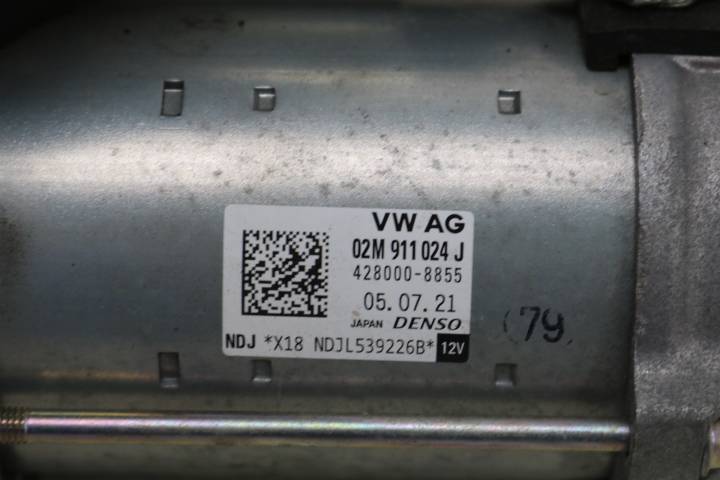 VW AG
02M 911 024 J
428000-8855
05.07.21
JAPAN DENSO
NDJ *X18 NDJL539226B* 12V
(79)